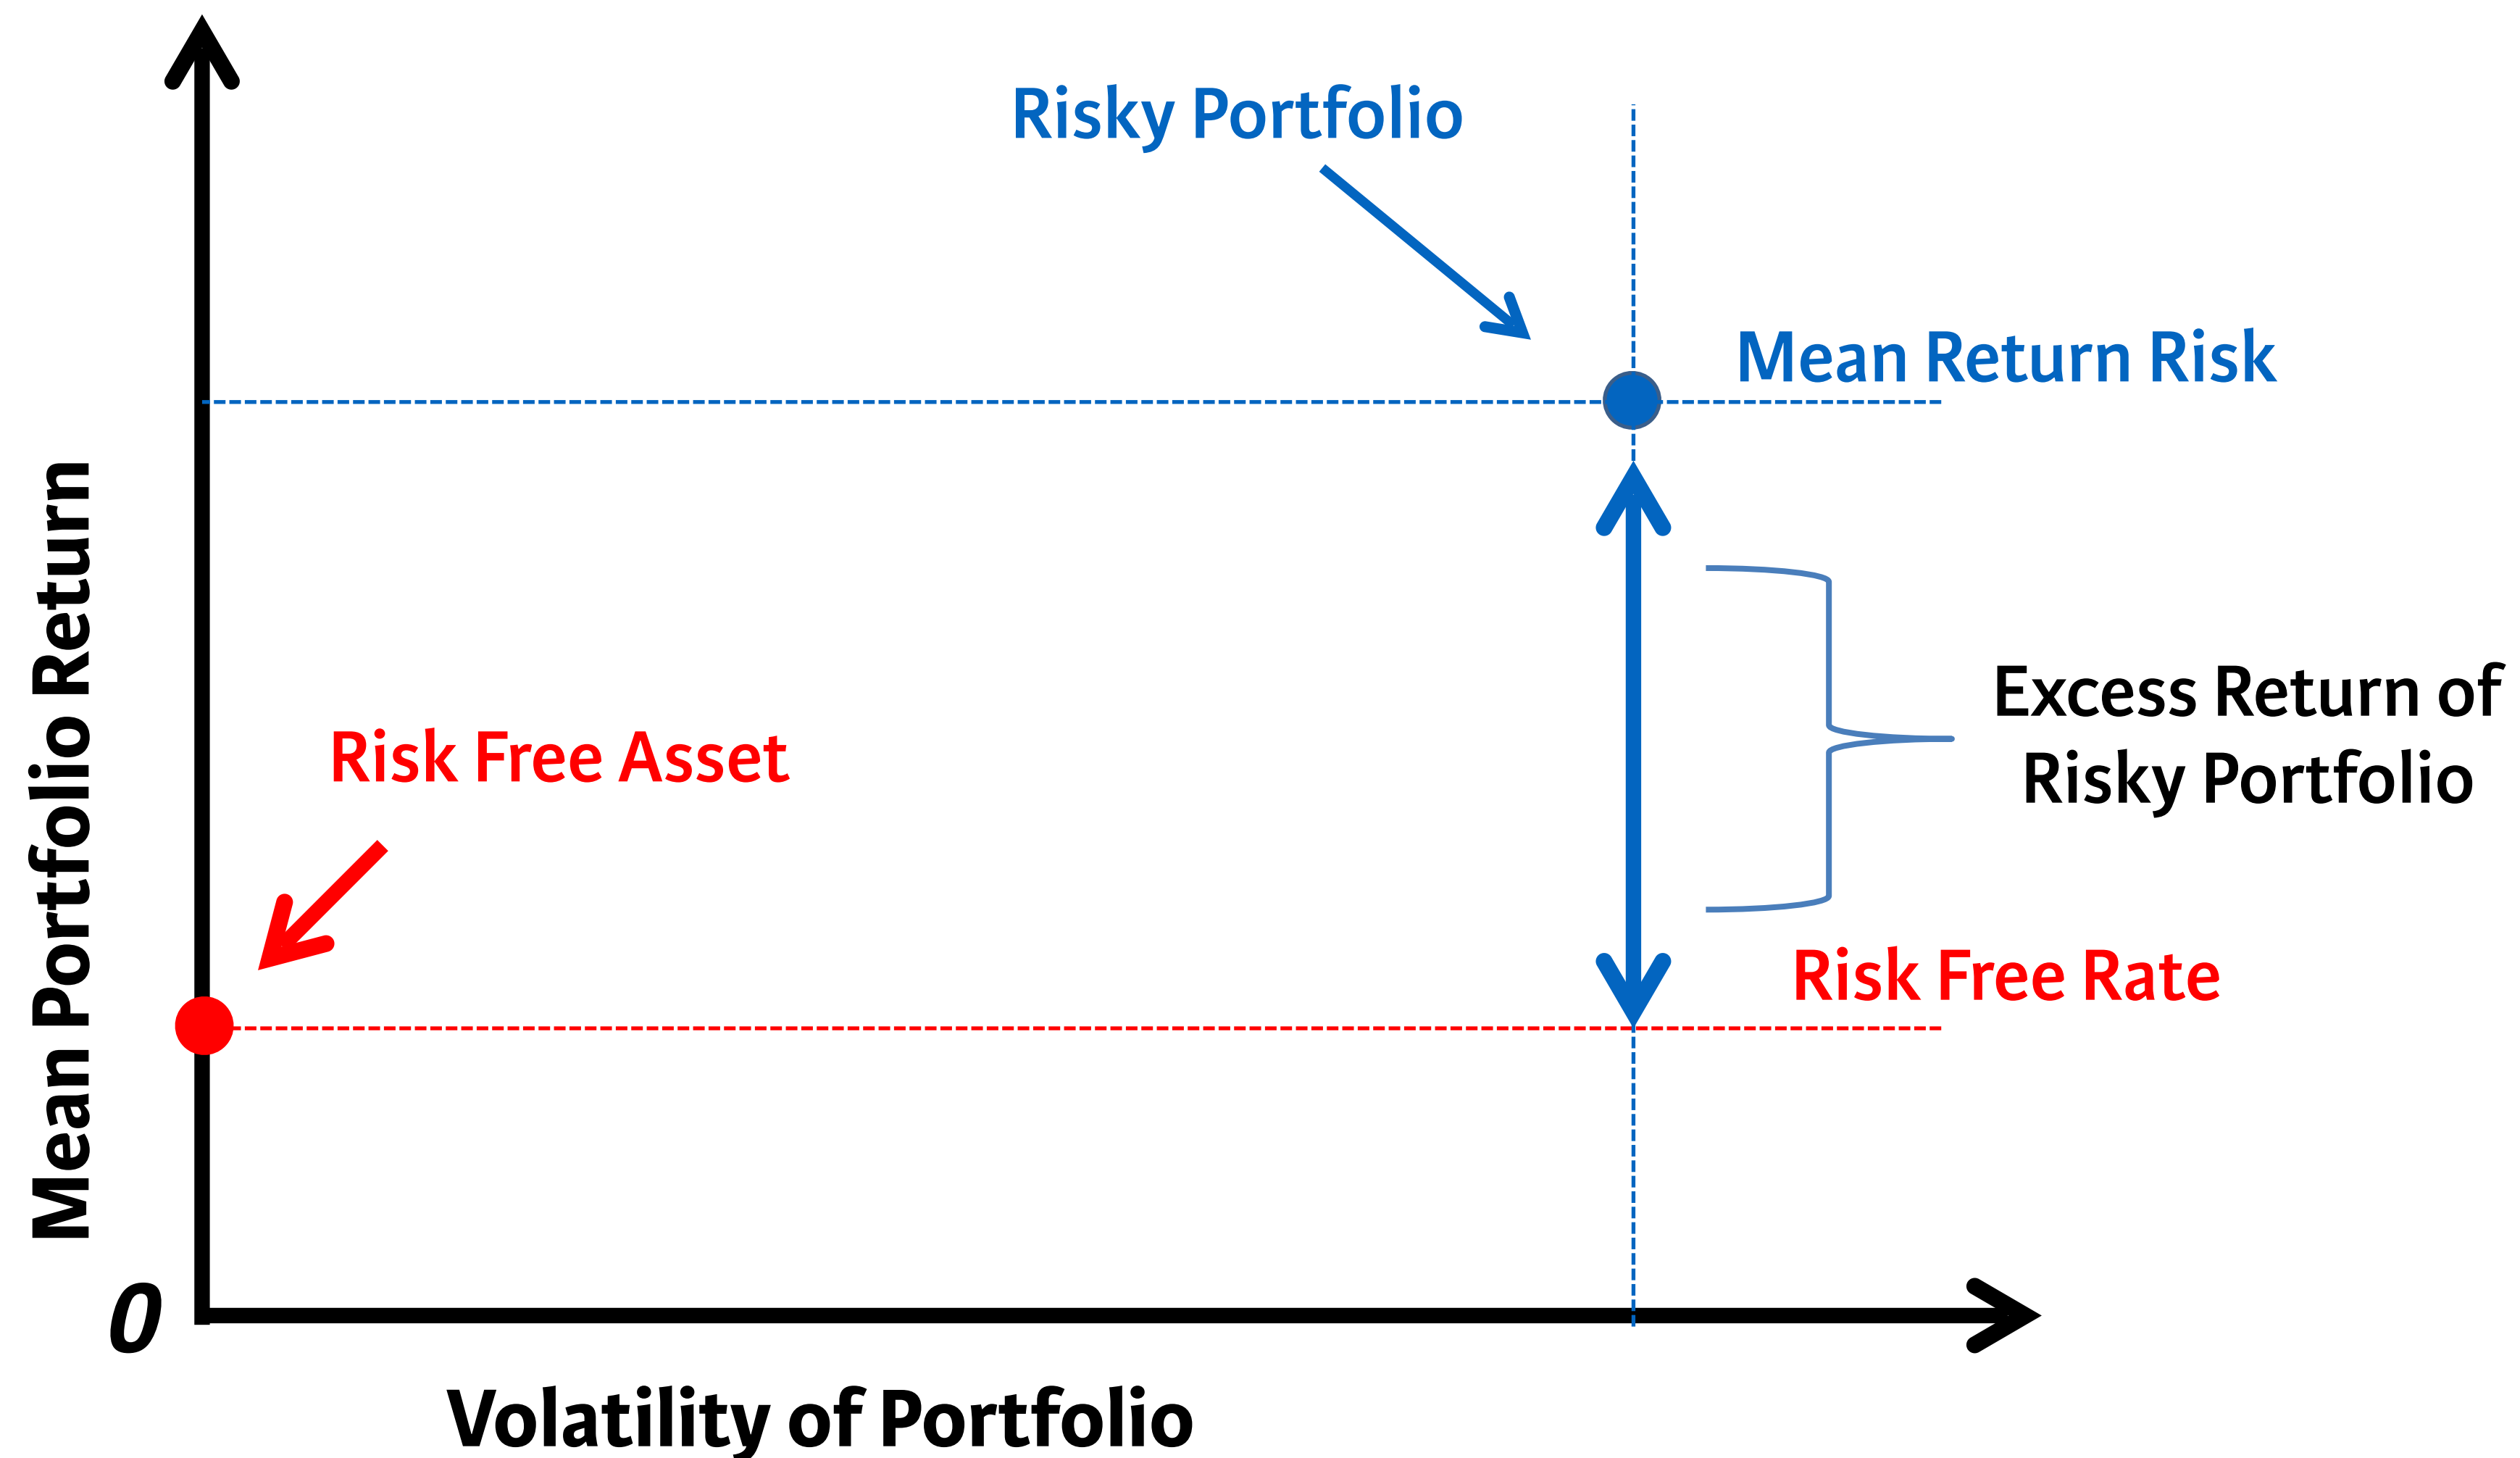 Risky Portfolio
Mean Return Risk
Mean Portfolio Return
Excess Return of
Risky Portfolio
Risk Free Asset
Risk Free Rate
0
Volatility of Portfolio